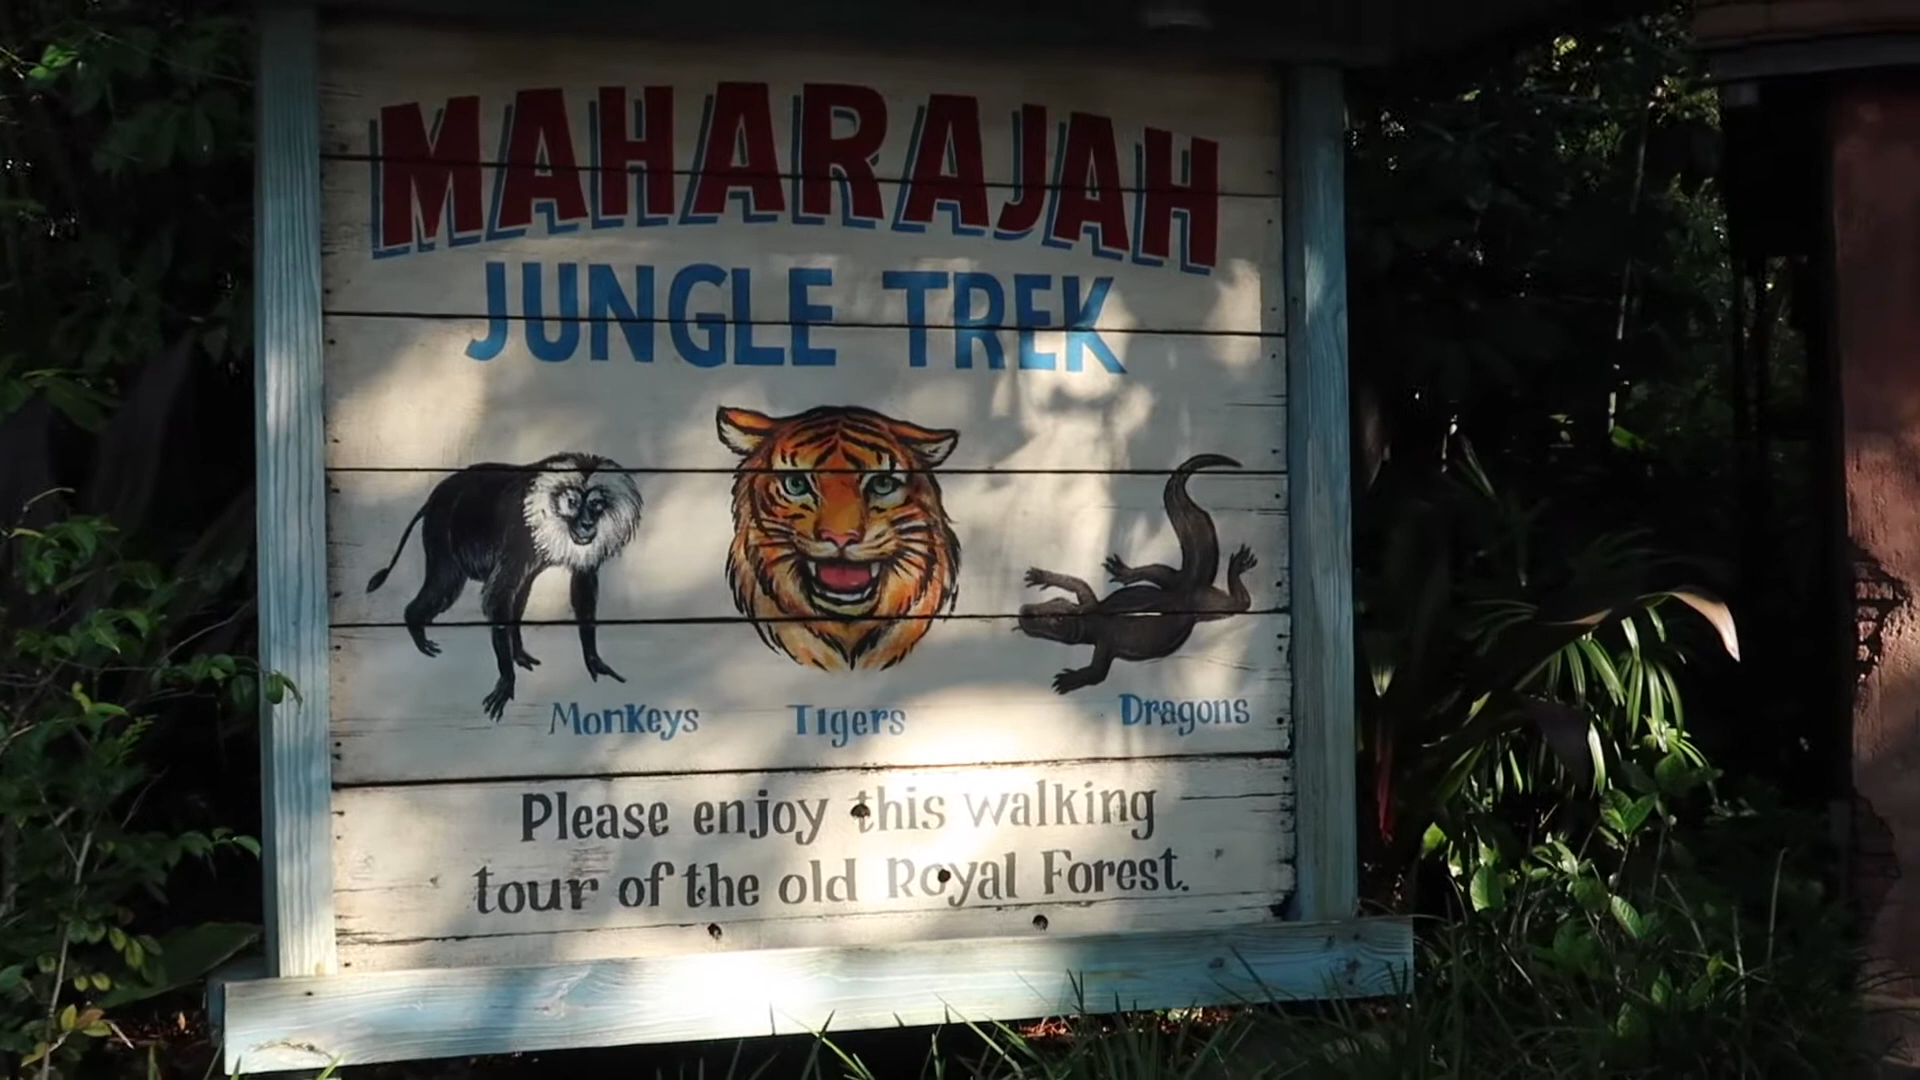 MAHARAJAH
JUNGLE TREK
Monkeys Tigers Dragons
Please enjoy this walking
tour of the old Royal Forest.